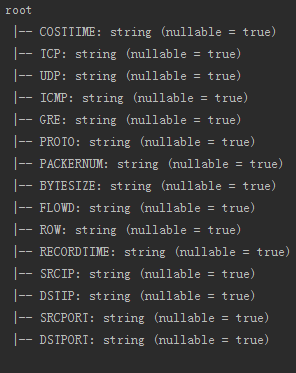 root
|-- COSTTIME: string (nullable = true)
|-- TCP: string (nullable = true)
|-- UDP: string (nullable = true)
|-- ICMP: string (nullable = true)
|-- GRE: string (nullable = true)
|-- PROTO: string (nullable = true)
|-- PACKERNUM: string (nullable = true)
|-- BYTESIZE: string (nullable = true)
|-- FLOWD: string (nullable = true)
|-- ROW: string (nullable = true)
|-- RECORDTIME: string (nullable = true)
|-- SRCIP: string (nullable = true)
|-- DSTIP: string (nullable = true)
|-- SRCPORT: string (nullable = true)
|-- DSTPORT: string (nullable = true)